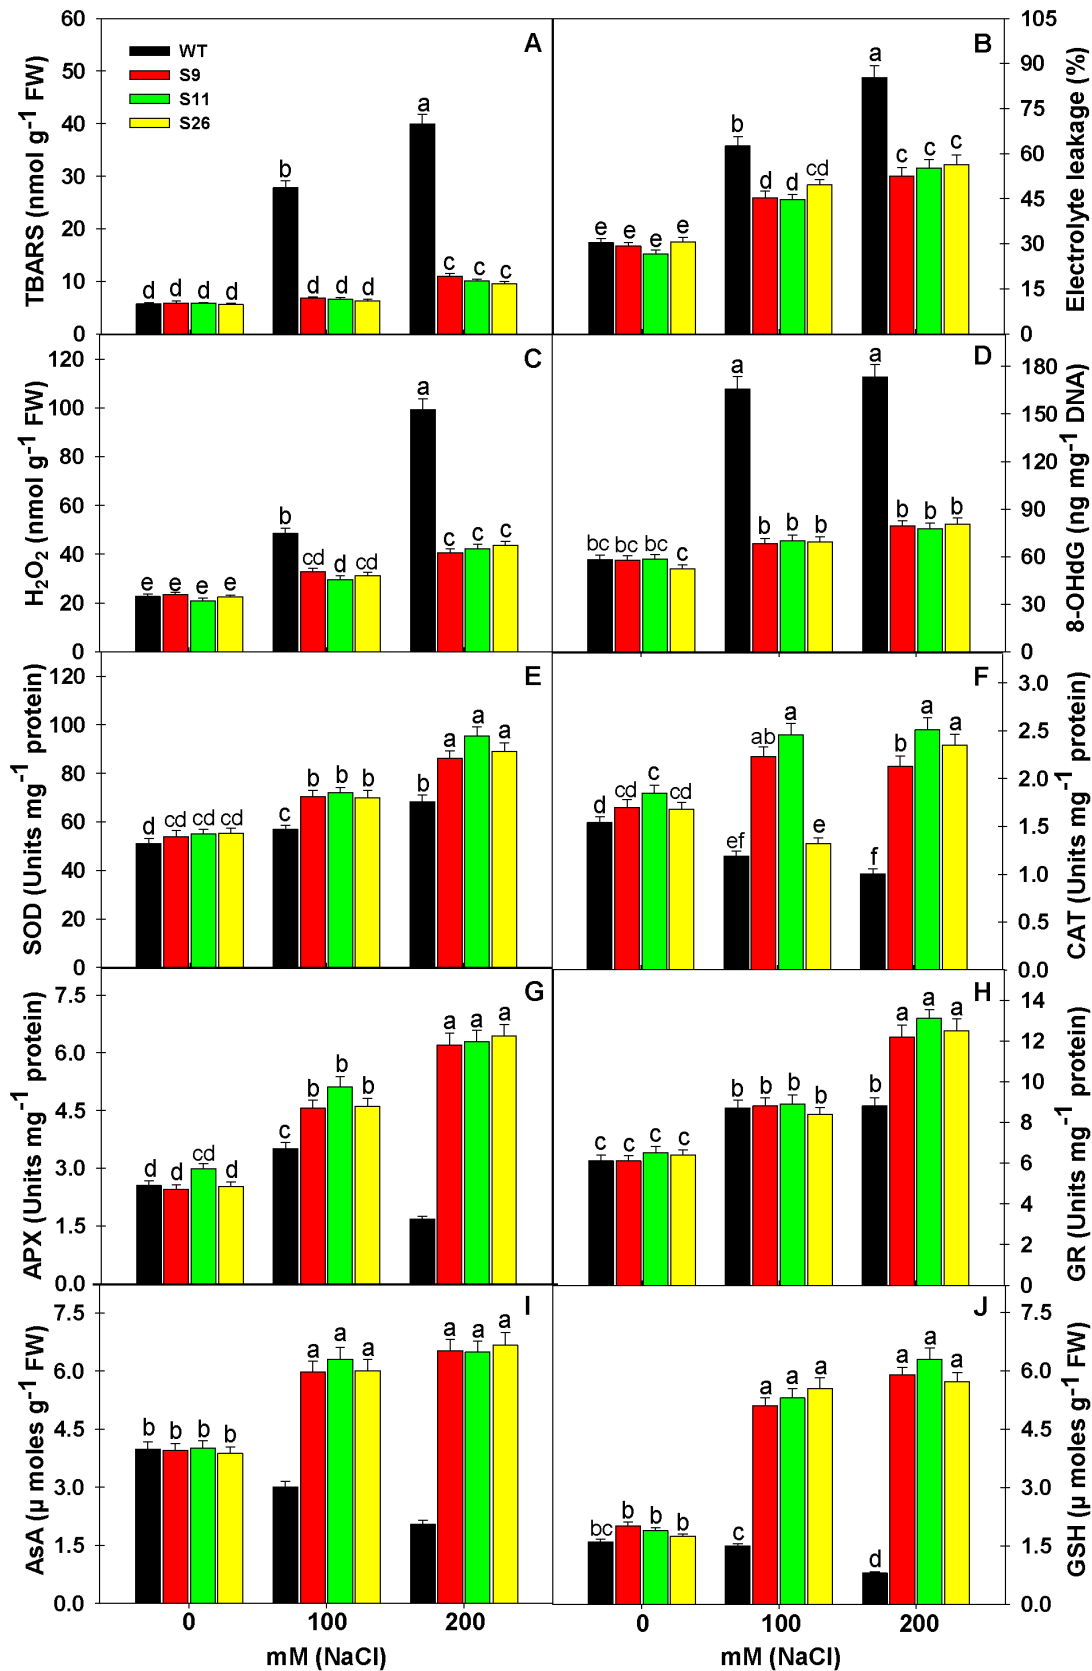 60
50
40
30
20
10
0
TBARS (nmol g-1 FW)
WT
S9
S11
S26
A
d d d d
b d d d
a c c c
105
90
75
60
45
30
15
0
Electrolyte leakage (%)
B
e e e e
b d d cd
a c c c
120
100
80
60
40
20
0
H2O2 (nmol g-1 FW)
C
e e e e
b cd d cd
a c c c
180
150
120
90
60
30
0
8-OHdG (ng mg-1 DNA)
D
bc bc bc c
a b b b
a b b b
120
100
80
60
40
20
0
SOD (Units mg-1 protein)
E
d cd cd cd
c b b b
b a a a
3.0
2.5
2.0
1.5
1.0
0.5
0.0
CAT (Units mg-1 protein)
F
d cd c cd
ef ab a e
f b a a
7.5
6.0
4.5
3.0
1.5
0.0
APX (Units mg-1 protein)
G
d d cd d
c b b b
a a a
14
12
10
8
6
4
2
0
GR (Units mg-1 protein)
H
c c c c
b b b b
b a a a
7.5
6.0
4.5
3.0
1.5
0.0
AsA (µ moles g-1 FW)
I
b b b b
a a a
a a a
7.5
6.0
4.5
3.0
1.5
0.0
GSH (µ moles g-1 FW)
J
bc b b b
c a a a
d a a a
0 100 200
mM (NaCl)
0 100 200
mM (NaCl)